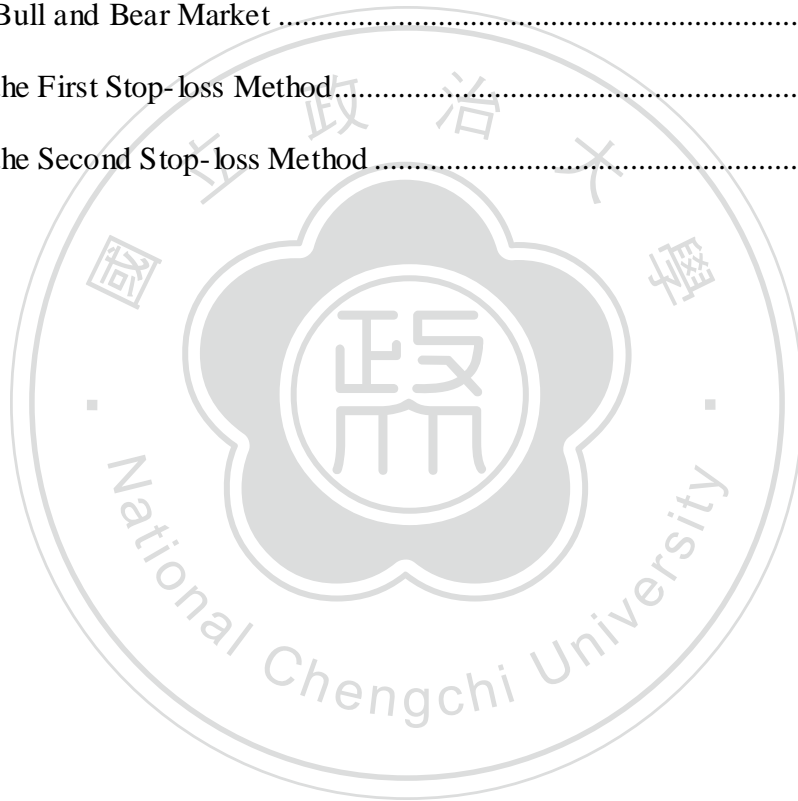 Bull and Bear Market ........................................................................
he First Stop-loss Method ........................................................................
he Second Stop-loss Method ............................................................
國立政治大學
政大
National Chengchi University